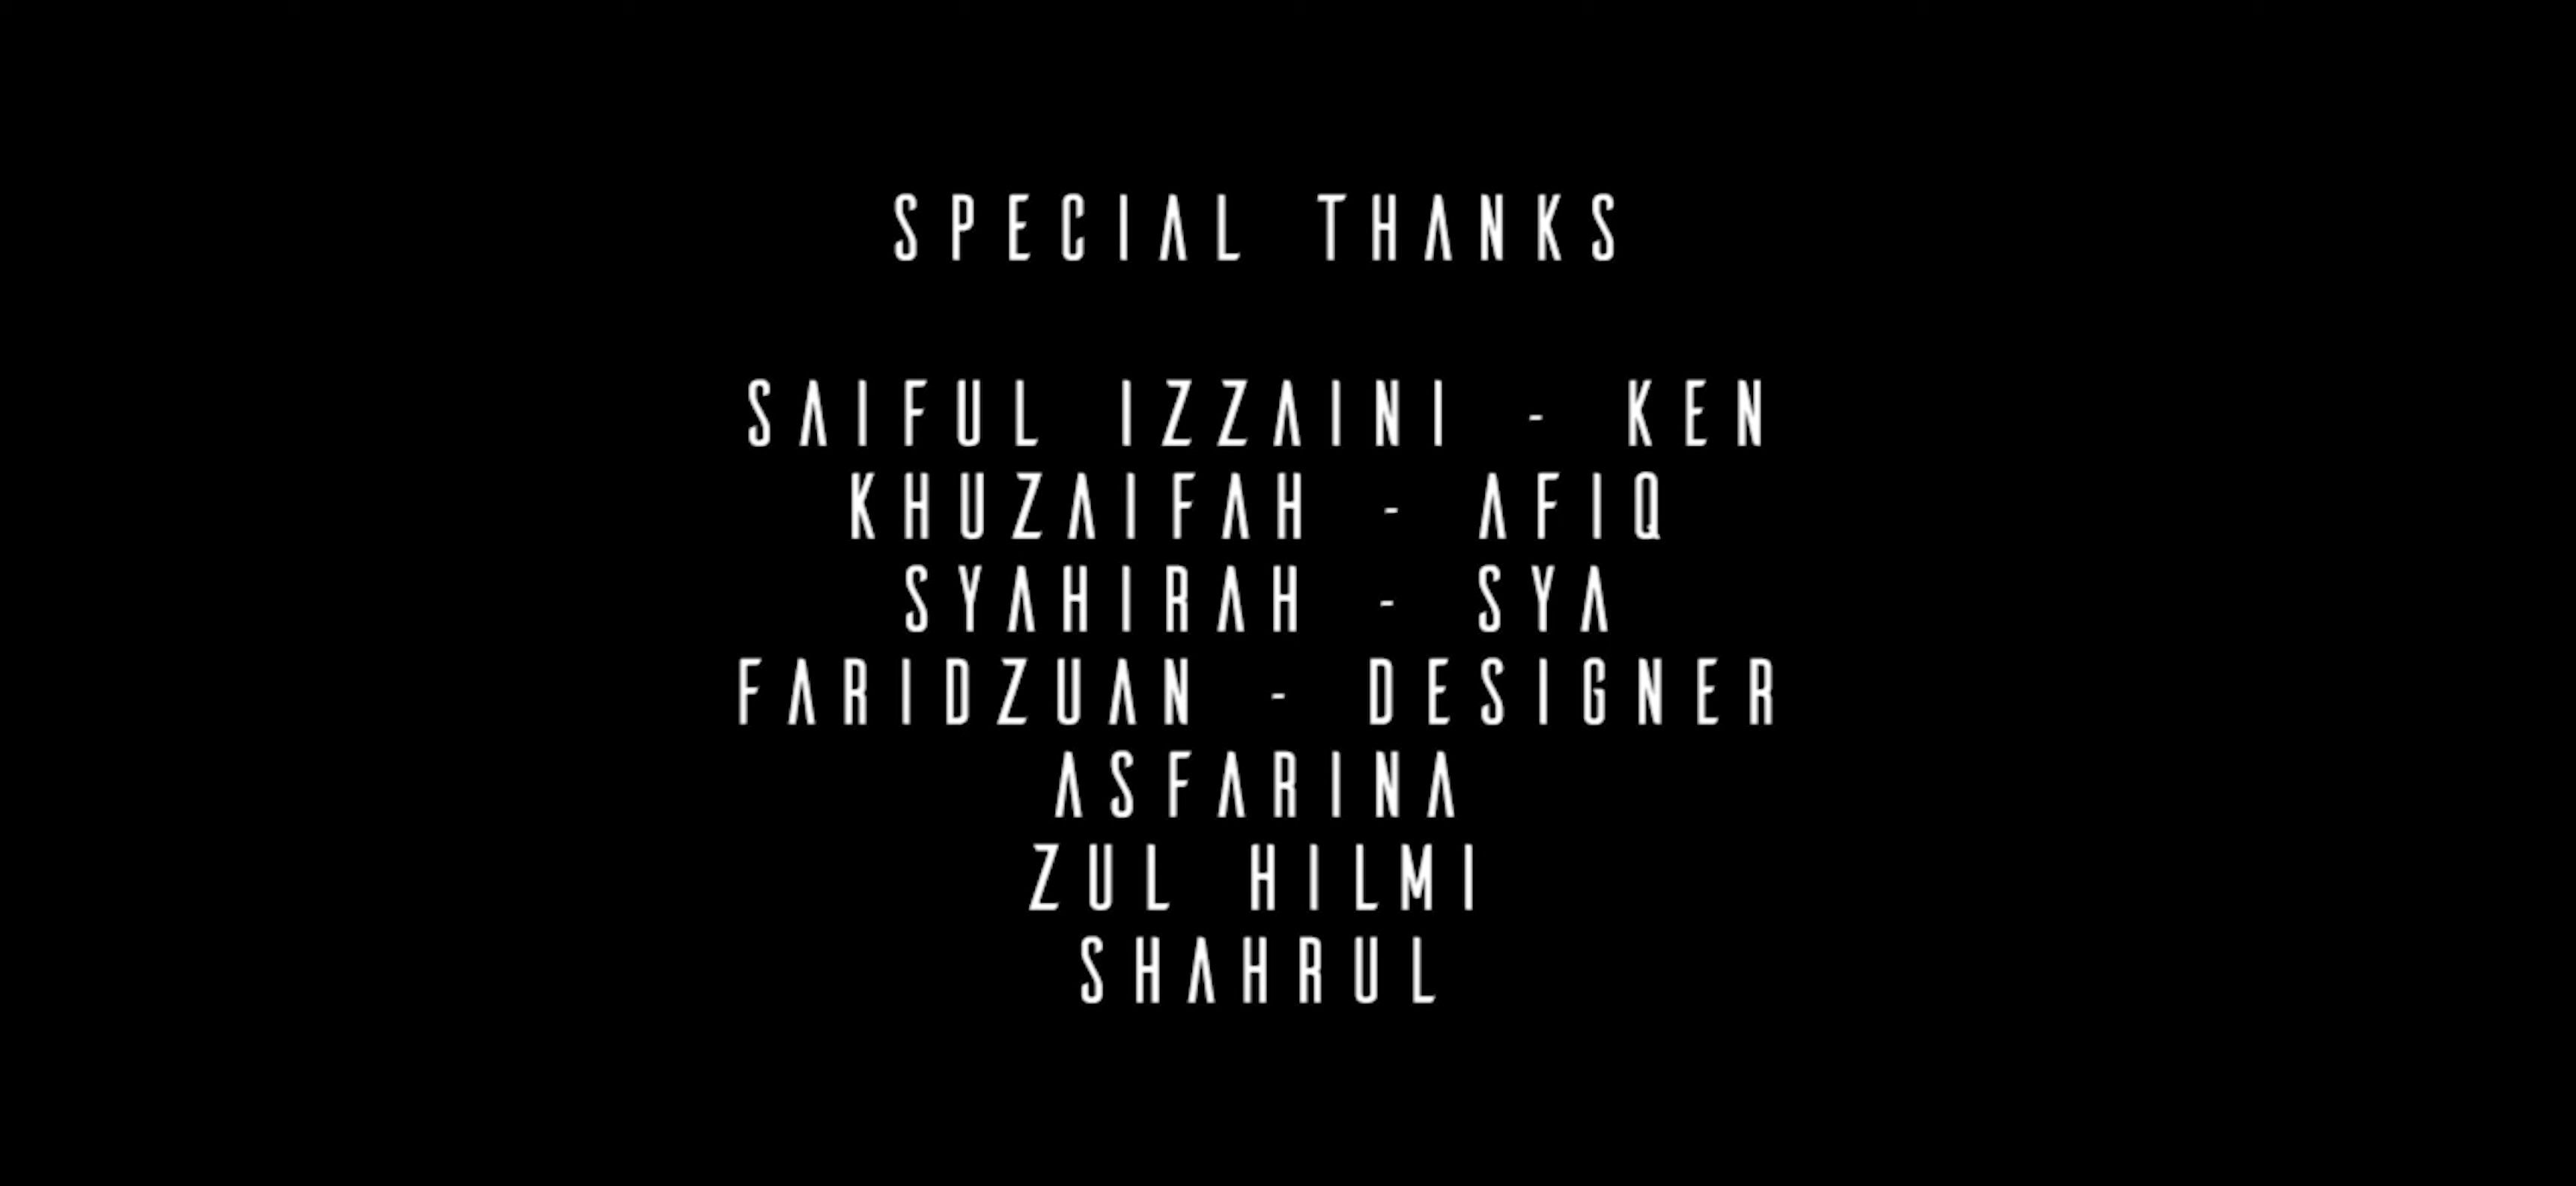 SPECIAL THANKS
SAIFUL IZZAINI - KEN
KHUZAIFAH - AFIQ
SYAHIRAH - SYA
FARIDZUAN - DESIGNER
ASFARINA
ZUL HILMI
SHAHRUL